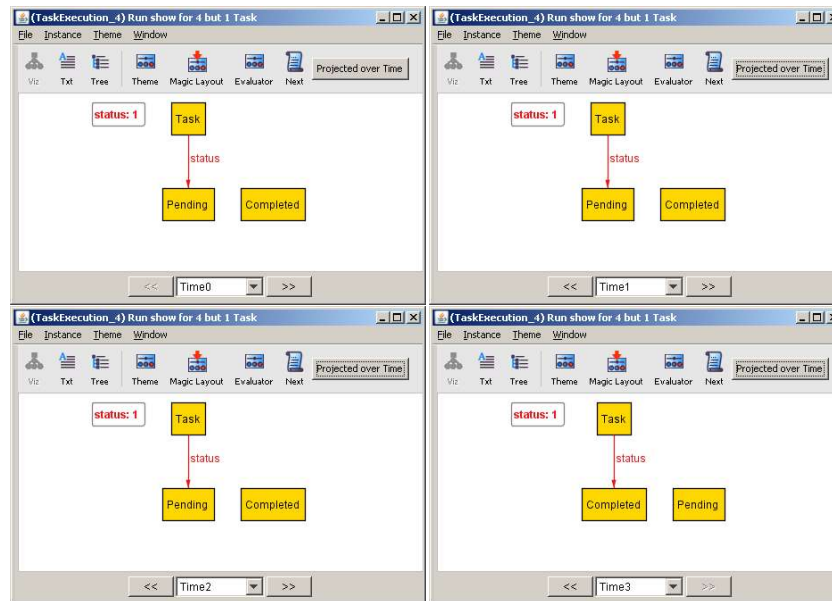 (TaskExecution_4) Run show for 4 but 1 Task
File Instance Theme Window
Viz Txt Tree Theme Magic Layout Evaluator Next Projected over Time
status: 1
Task
status
Pending Completed
<< Time0 >>
(TaskExecution_4) Run show for 4 but 1 Task
File Instance Theme Window
Viz Txt Tree Theme Magic Layout Evaluator Next Projected over Time
status: 1
Task
status
Pending Completed
<< Time1 >>
(TaskExecution_4) Run show for 4 but 1 Task
File Instance Theme Window
Viz Txt Tree Theme Magic Layout Evaluator Next Projected over Time
status: 1
Task
status
Pending Completed
<< Time2 >>
(TaskExecution_4) Run show for 4 but 1 Task
File Instance Theme Window
Viz Txt Tree Theme Magic Layout Evaluator Next Projected over Time
status: 1
Task
status
Completed Pending
<< Time3 >>